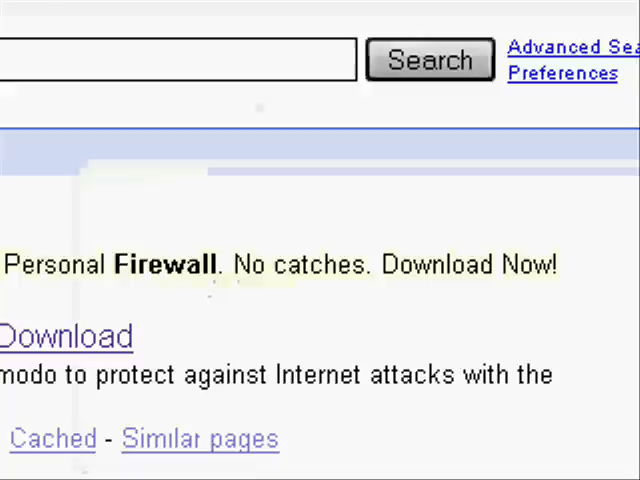 Search Advanced Sea
Preferences
Personal Firewall. No catches. Download Now!
Download
modo to protect against Internet attacks with the
Cached - Similar pages